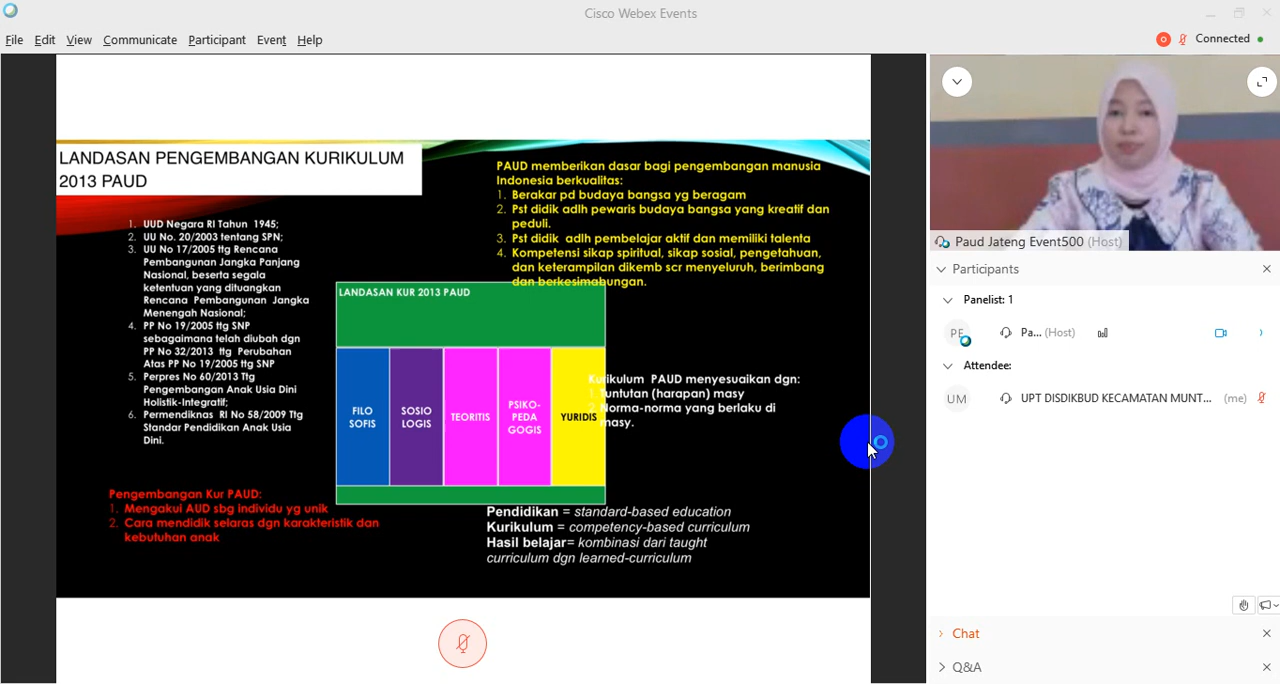 Cisco Webex Events
File Edit View Communicate Participant Event Help
Connected
LANDASAN PENGEMBANGAN KURIKULUM
2013 PAUD
1. UUD Negara RI Tahun 1945;
2. UU No. 20/2003 tentang SPN;
3. UU No 17/2005 ttg Rencana
Pembangunan Jangka Panjang
Nasional, beserta segala
ketentuan yang dituangkan
Rencana Pembangunan Jangka
Menengah Nasional;
4. PP No 19/2005 ttg SNP
sebagaimana telah diubah dgn
PP No 32/2013 ttg Perubahan
Atas PP No 19/2005 ttg SNP
5. Perpres No 60/2013 Ttg
Pengembangan Anak Usia Dini
Holistik-Integratif;
6. Permendiknas RI No 58/2009 Ttg
Standar Pendidikan Anak Usia
Dini.
PAUD memberikan dasar bagi pengembangan manusia
Indonesia berkualitas:
1. Berakar pd budaya bangsa yg beragam
2. Pst didik adlh pewaris budaya bangsa yang kreatif dan
peduli.
3. Pst didik adlh pembelajar aktif dan memiliki talenta
4. Kompetensi sikap spiritual, sikap sosial, pengetahuan,
dan keterampilan dikemb scr menyeluruh, berimbang
dan berkesimabungan.
LANDASAN KUR 2013 PAUD
FILO
SOFIS
SOSIO
LOGIS
TEORITIS
PSIKO-
PEDA
GOGIS
YURIDIS
Kurikulum PAUD menyesuaikan dgn:
1. Tuntutan (harapan) masy
Norma-norma yang berlaku di
masy.
Pengembangan Kur PAUD:
1. Mengakui AUD sbg individu yg unik
2. Cara mendidik selaras dgn karakteristik dan
kebutuhan anak
Pendidikan = standard-based education
Kurikulum = competency-based curriculum
Hasil belajar= kombinasi dari taught
curriculum dgn learned-curriculum
Paud Jateng Event500 (Host)
Participants
Panelist: 1
PE Pa... (Host)
Attendee:
UM UPT DISDIKBUD KECAMATAN MUNT... (me)
Chat
Q&A